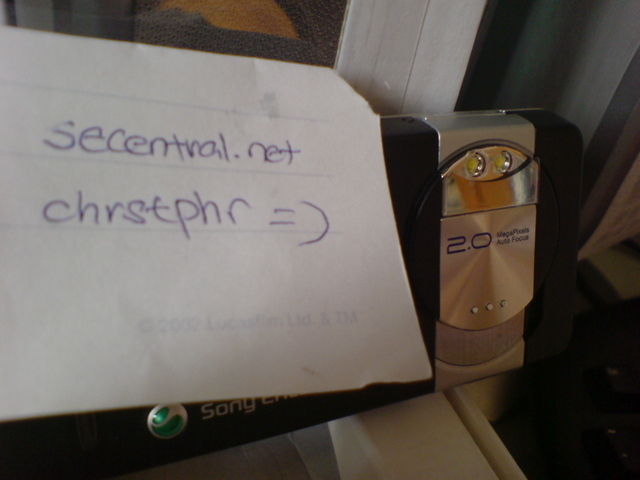 secentral.net
chrstphr =)
2.0 MegaPixels
Auto Focus
© 2002 Lucasfilm Ltd. & TM
Sony